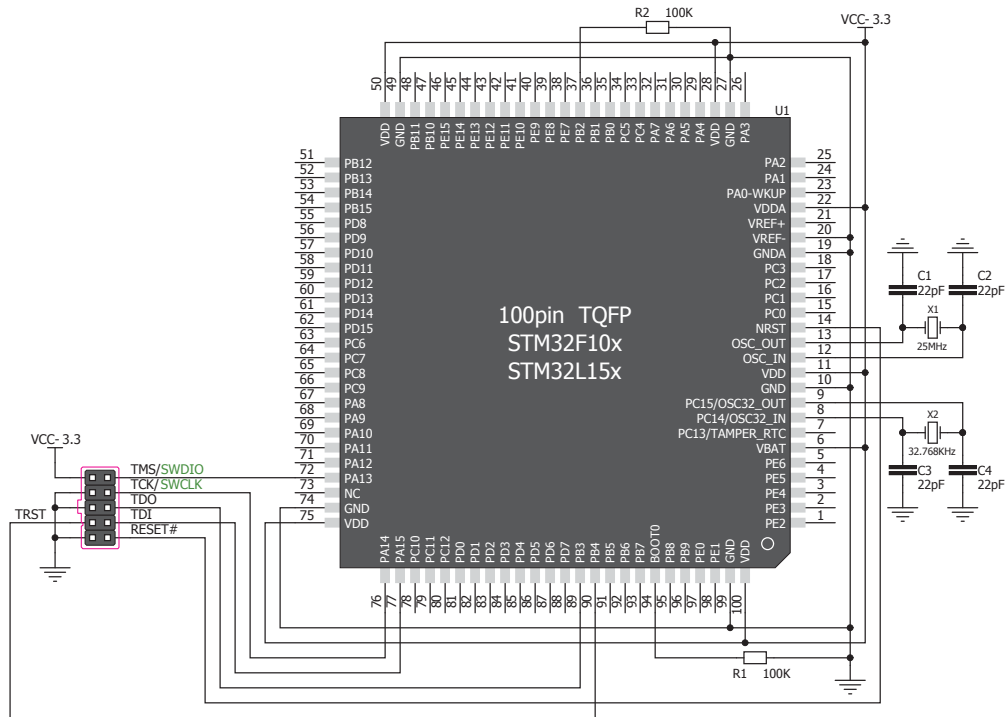 R2 100K
VCC- 3.3
50 49 48 47 46 45 44 43 42 41 40 39 38 37 36 35 34 33 32 31 30 29 28 27 26
U1
VDD GND PB11 PB10 PE15 PE14 PE13 PE12 PE11 PE10 PE9 PE8 PE7 PB2 PB1 PB0 PC5 PC4 PA7 PA6 PA5 PA4 VDD GND PA3
51 PB12 PA2 25
52 PB13 PA1 24
53 PB14 PA0-WKUP 23
54 PB15 VDDA 22
55 PD8 VREF+ 21
56 PD9 VREF- 20
57 PD10 GNDA 19
58 PD11 PC3 18
59 PD12 PC2 17
60 PD13 PC1 16
61 PD14 PC0 15
62 PD15 NRST 14
63 PC6 OSC_OUT 13
64 PC7 OSC_IN 12
65 PC8 VDD 11
66 PC9 GND 10
67 PA8 PC15/OSC32_OUT 9
68 PA9 PC14/OSC32_IN 8
69 PA10 PC13/TAMPER_RTC 7
70 PA11 VBAT 6
71 PA12 PE6 5
72 PA13 PE5 4
73 NC PE4 3
74 GND PE3 2
75 VDD PE2 1
100pin TQFP
STM32F10x
STM32L15x
C1
22pF
C2
22pF
X1
25MHz
X2
32.768KHz
C3
22pF
C4
22pF
VCC- 3.3
TMS/SWDIO
TCK/SWCLK
TDO
TDI
TRST
RESET#
PA14 PA15 PC10 PC11 PC12 PD0 PD1 PD2 PD3 PD4 PD5 PD6 PD7 PB3 PB4 PB5 PB6 PB7 BOOT0 PB8 PB9 PE0 PE1 GND VDD
76 77 78 79 80 81 82 83 84 85 86 87 88 89 90 91 92 93 94 95 96 97 98 99 100
R1 100K